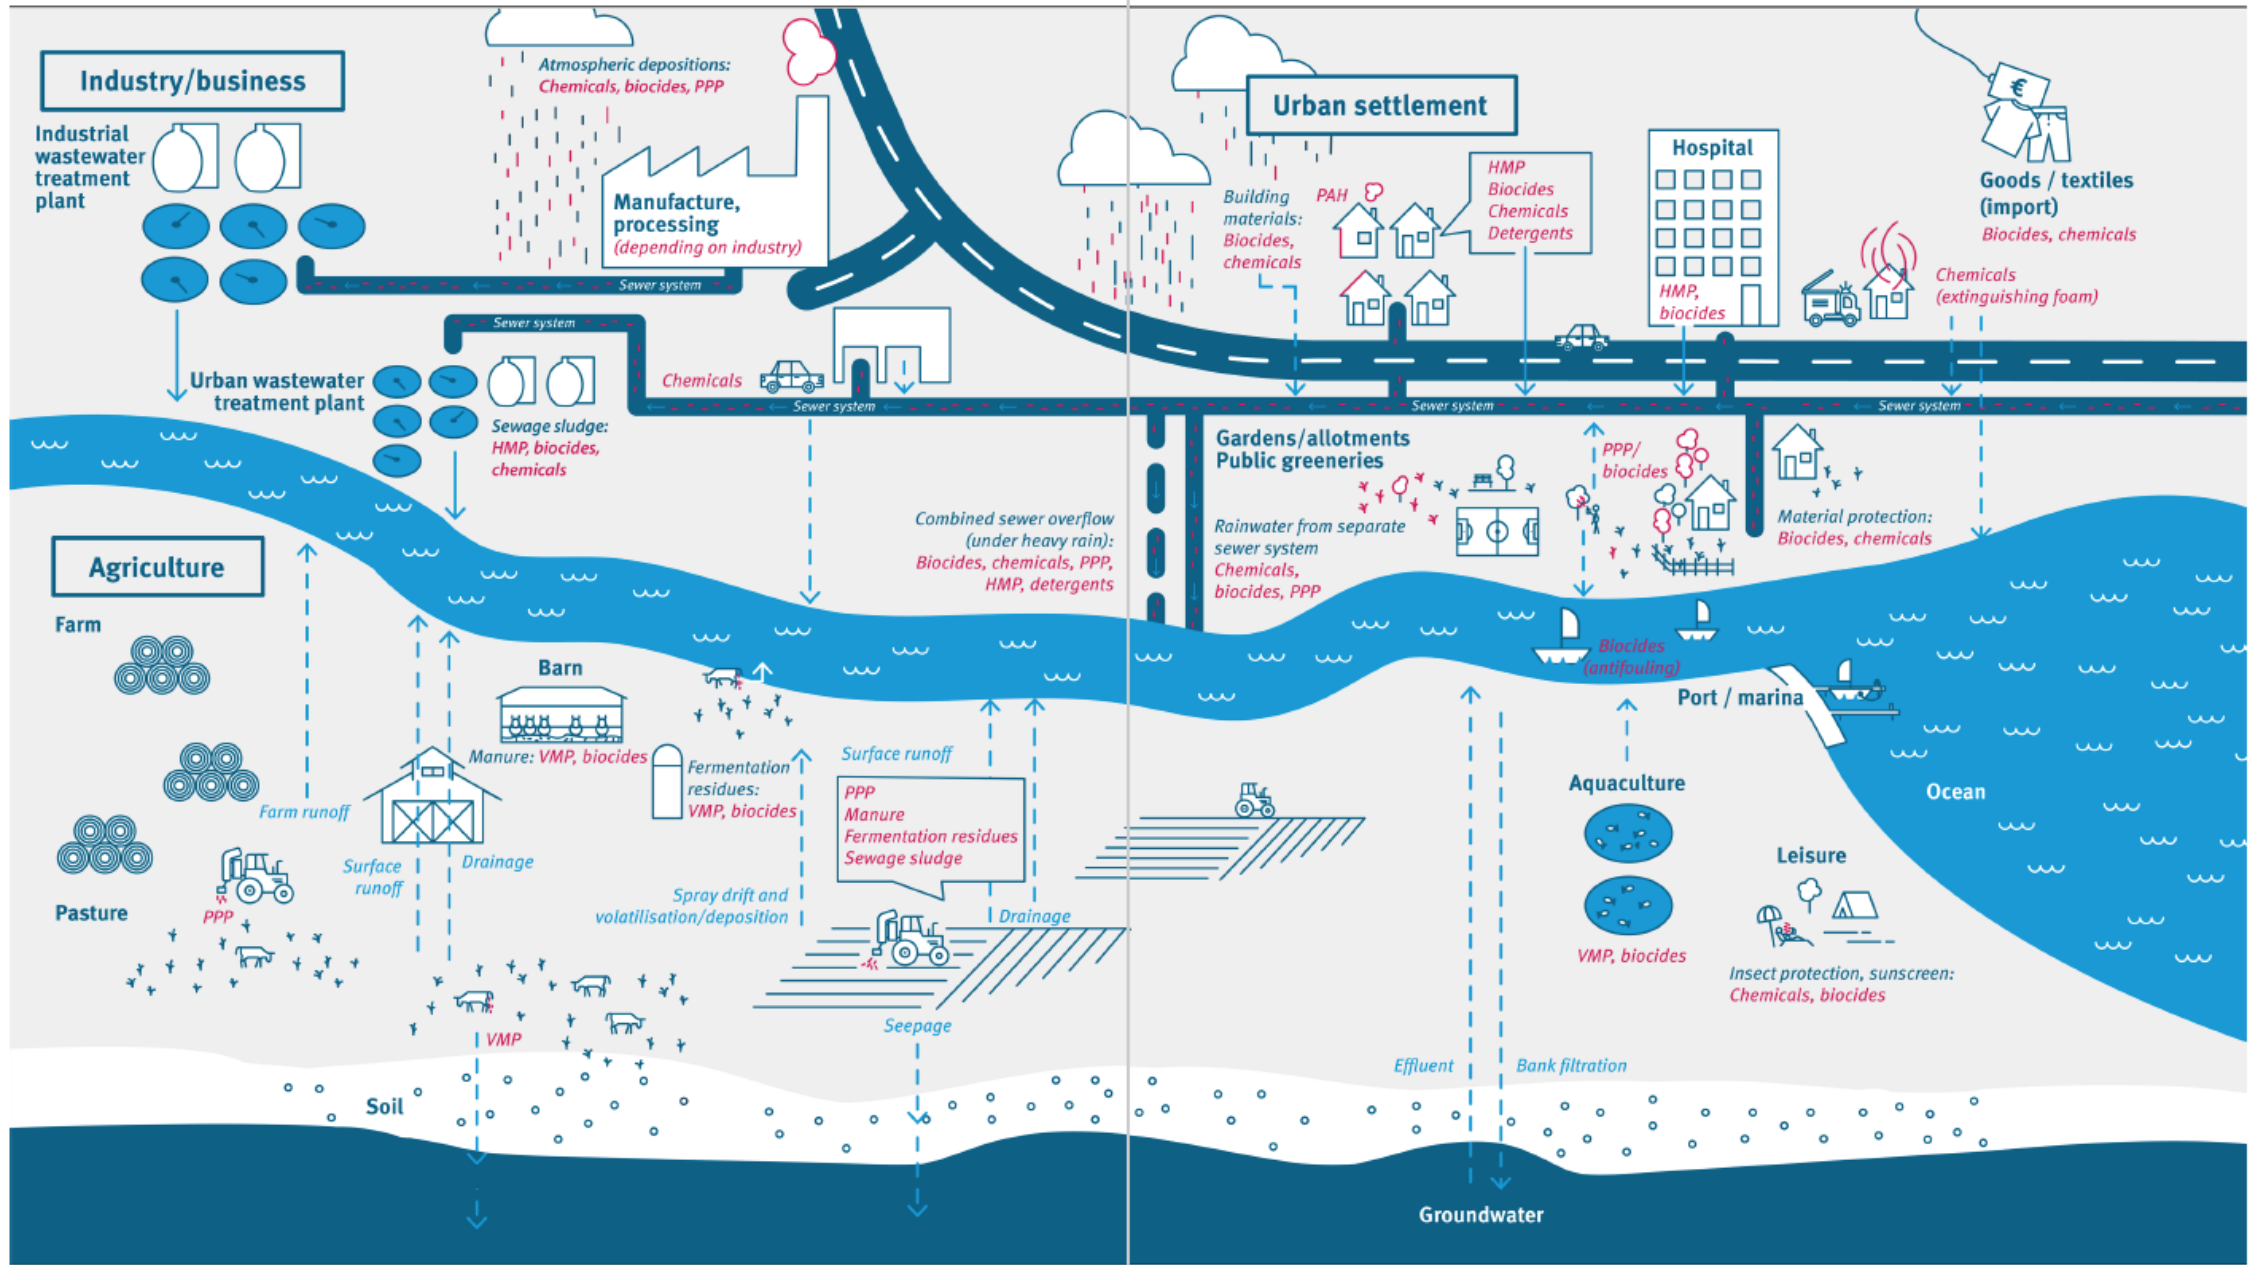 Industry/business
Industrial
wastewater
treatment
plant
Atmospheric depositions:
Chemicals, biocides, PPP
Manufacture,
processing
(depending on industry)
Sewer system
Sewer system
Urban wastewater
treatment plant
Sewage sludge:
HMP, biocides,
chemicals
Chemicals
Sewer system
Urban settlement
Building
materials:
Biocides,
chemicals
PAH
HMP
Biocides
Chemicals
Detergents
Hospital
HMP,
biocides
€
Goods / textiles
(import)
Biocides, chemicals
Chemicals
(extinguishing foam)
Sewer system
Sewer system
Combined sewer overflow
(under heavy rain):
Biocides, chemicals, PPP,
HMP, detergents
Gardens/allotments
Public greeneries
Rainwater from separate
sewer system
Chemicals,
biocides, PPP
PPP/
biocides
Material protection:
Biocides, chemicals
Biocides
(antifouling)
Port / marina
Ocean
Agriculture
Farm
Barn
Manure: VMP, biocides
Fermentation
residues:
VMP, biocides
Farm runoff
Surface
runoff
Drainage
Pasture
PPP
VMP
Spray drift and
volatilisation/deposition
Surface runoff
PPP
Manure
Fermentation residues
Sewage sludge
Drainage
Seepage
Aquaculture
VMP, biocides
Leisure
Insect protection, sunscreen:
Chemicals, biocides
Effluent
Bank filtration
Soil
Groundwater